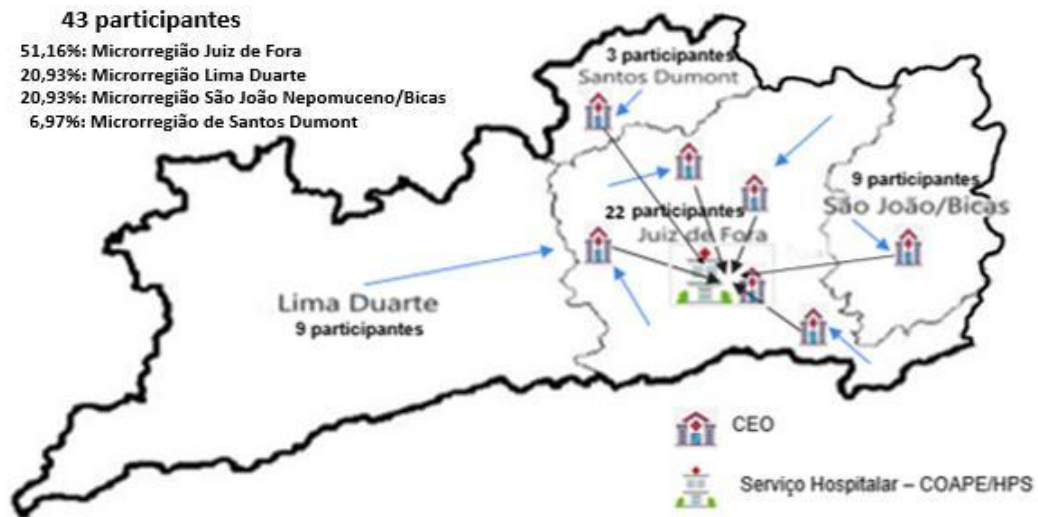 43 participantes
51,16%: Microrregião Juiz de Fora
20,93%: Microrregião Lima Duarte
20,93%: Microrregião São João Nepomuceno/Bicas
6,97%: Microrregião de Santos Dumont
3 participantes
Santos Dumont
9 participantes
São João/Bicas
22 participantes
Juiz de Fora
Lima Duarte
9 participantes
CEO
Serviço Hospitalar – COAPE/HPS